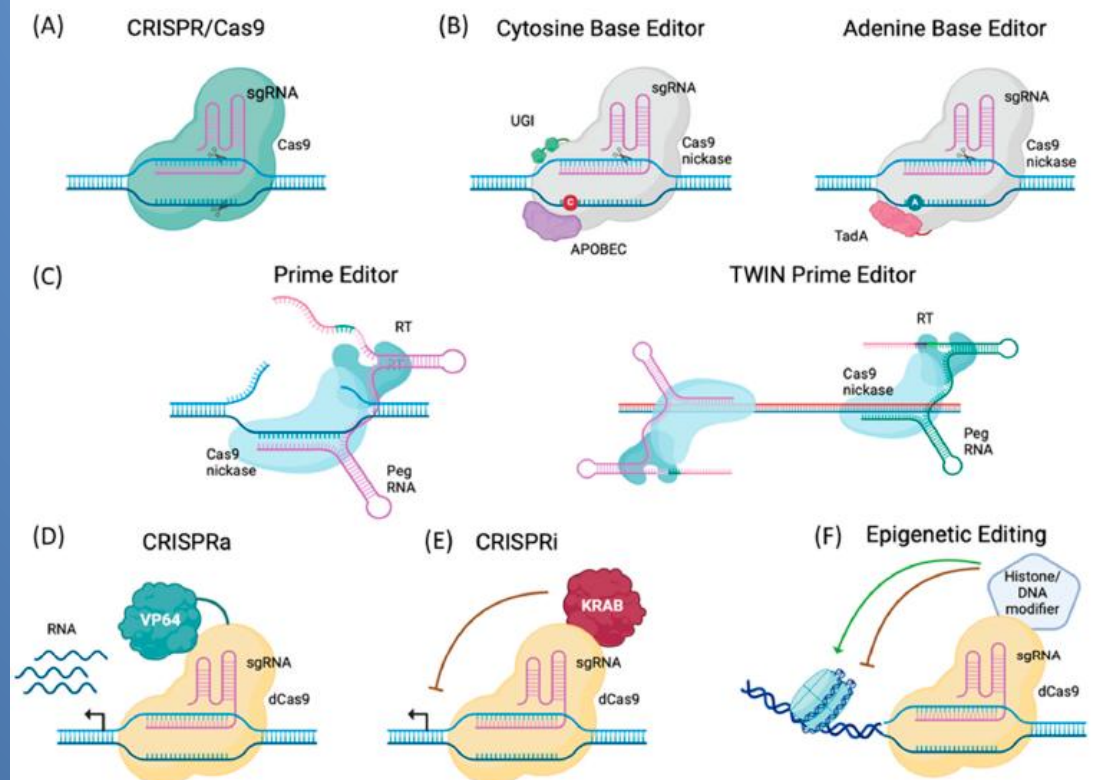 (A)
CRISPR/Cas9
sgRNA
Cas9
(B)
Cytosine Base Editor
Adenine Base Editor
UGI
sgRNA
Cas9
nickase
C
APOBEC
sgRNA
Cas9
nickase
A
TadA
(C)
Prime Editor
RT
RT
Cas9
nickase
Peg
RNA
TWIN Prime Editor
RT
Cas9
nickase
Peg
RNA
(D)
CRISPRa
VP64
RNA
sgRNA
dCas9
(E)
CRISPRi
KRAB
sgRNA
dCas9
(F)
Epigenetic Editing
Histone/
DNA
modifier
sgRNA
dCas9